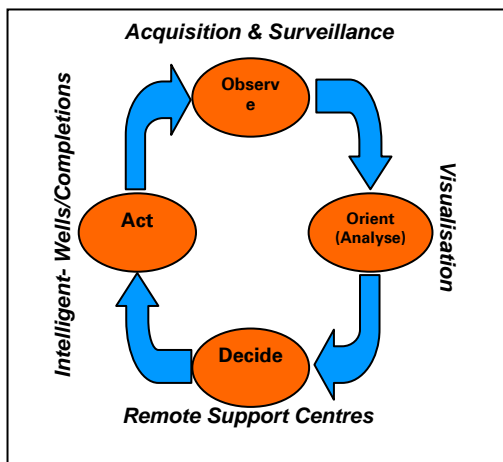 Acquisition & Surveillance
Observ
e
Intelligent- Wells/Completions
Act
Orient
(Analyse)
Visualisation
Decide
Remote Support Centres